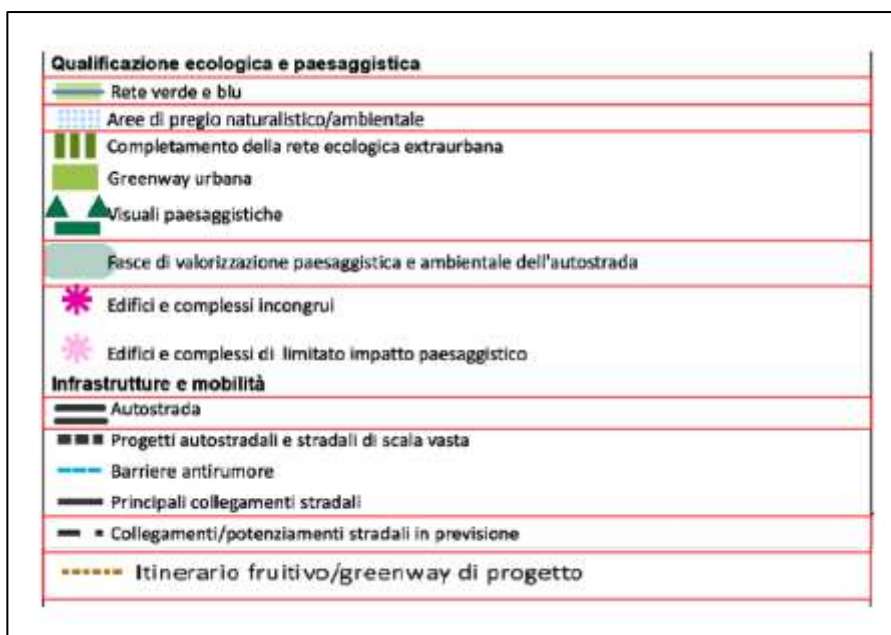 Qualificazione ecologica e paesaggistica
Rete verde e blu
Aree di pregio naturalistico/ambientale
Completamento della rete ecologica extraurbana
Greenway urbana
Visuali paesaggistiche
Fasce di valorizzazione paesaggistica e ambientale dell'autostrada
Edifici e complessi incongrui
Edifici e complessi di limitato impatto paesaggistico
Infrastrutture e mobilità
Autostrada
Progetti autostradali e stradali di scala vasta
Barriere antirumore
Principali collegamenti stradali
Collegamenti/potenziamenti stradali in previsione
Itinerario fruitivo/greenway di progetto